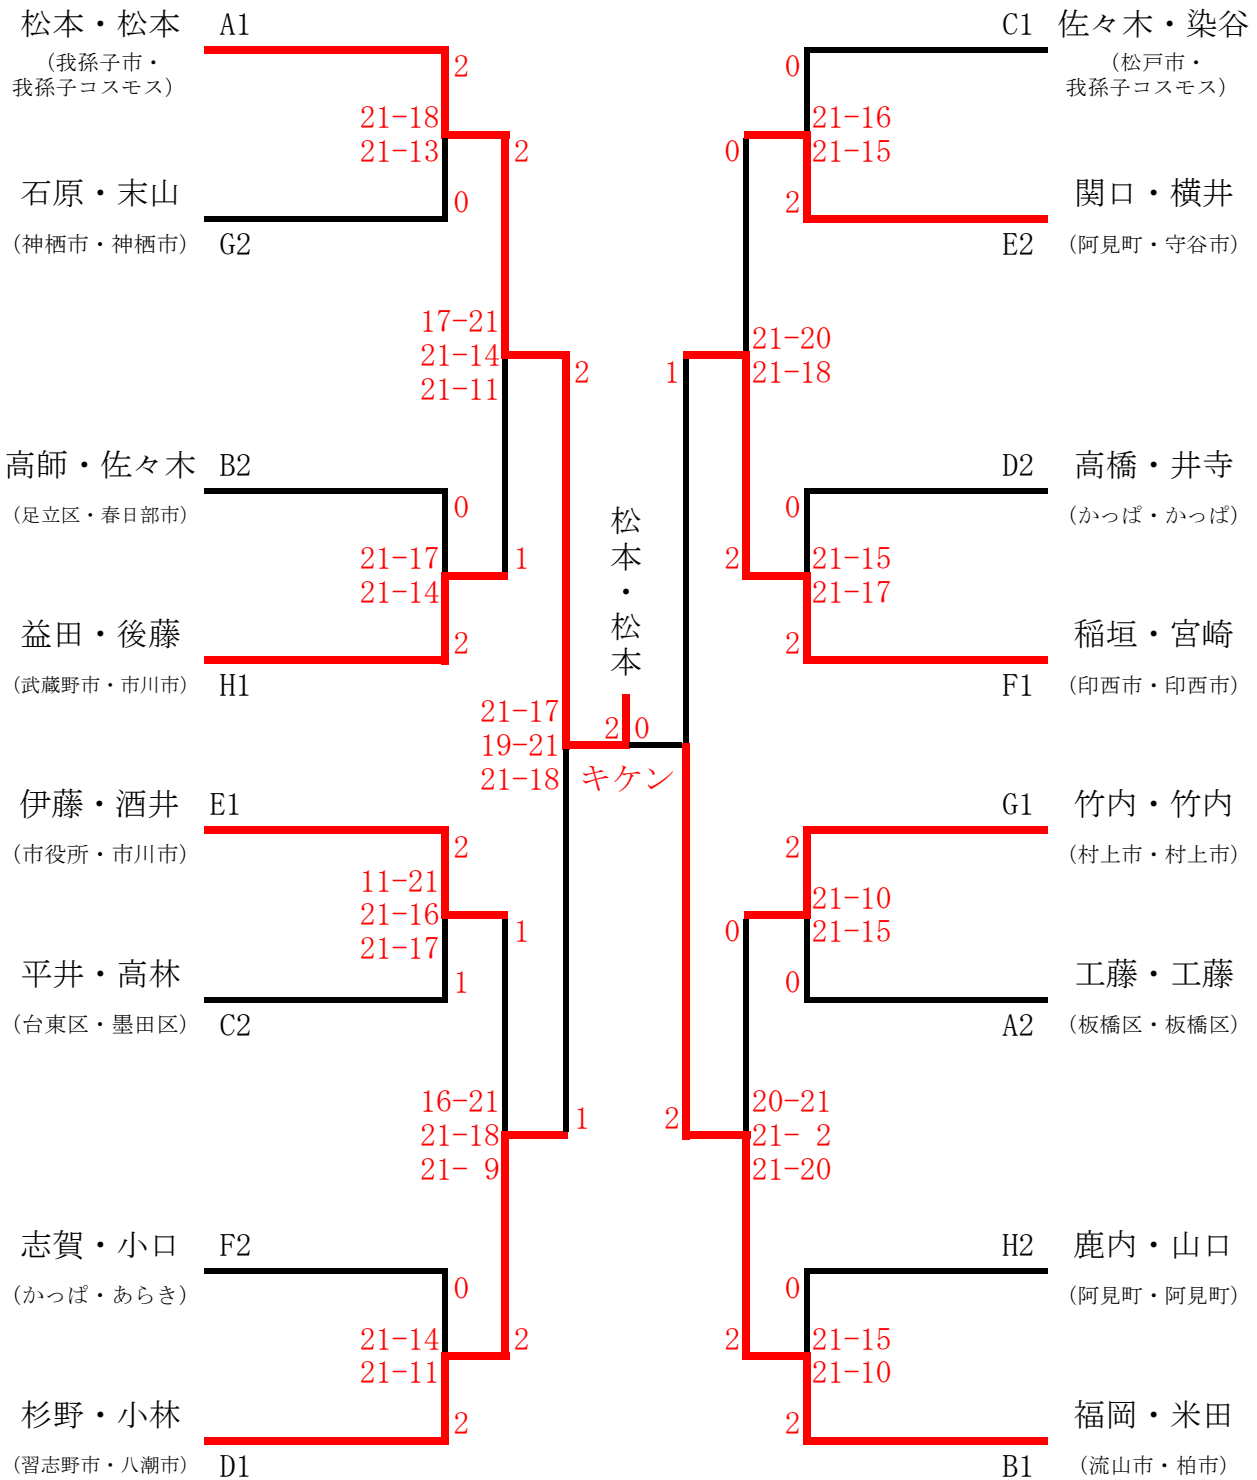 松本・松本 A1
(我孫子市・
我孫子コスモス)
2
21-18
21-13
2
石原・末山
0
(神栖市・神栖市) G2
17-21
21-14
21-11
2
高師・佐々木 B2
(足立区・春日部市)
0
21-17
21-14
1
益田・後藤
2
(武蔵野市・市川市) H1
21-17
19-21
21-18
伊藤・酒井 E1
(市役所・市川市)
2
11-21
21-16
21-17
1
平井・高林
1
(台東区・墨田区) C2
16-21
21-18
21- 9
1
志賀・小口 F2
(かっぱ・あらき)
0
21-14
21-11
2
杉野・小林
2
(習志野市・八潮市) D1
松本・松本
2 0
キケン
C1 佐々木・染谷
(松戸市・
我孫子コスモス)
0
21-16
21-15
0
関口・横井
2
E2 (阿見町・守谷市)
21-20
21-18
1
D2 高橋・井寺
(かっぱ・かっぱ)
0
21-15
21-17
2
稲垣・宮崎
2
F1 (印西市・印西市)
G1 竹内・竹内
(村上市・村上市)
2
21-10
21-15
0
工藤・工藤
0
A2 (板橋区・板橋区)
20-21
21- 2
21-20
2
H2 鹿内・山口
(阿見町・阿見町)
0
21-15
21-10
2
福岡・米田
2
B1 (流山市・柏市)